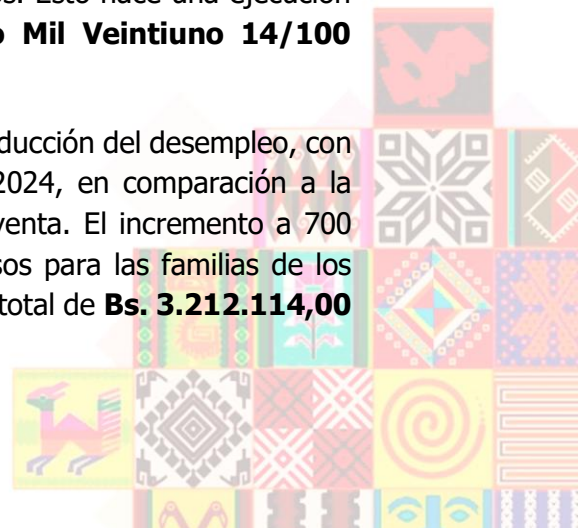 Mil Veintiuno 14/100
ducción del desempleo, con
2024, en comparación a la
venta. El incremento a 700
sos para las familias de los
total de Bs. 3.212.114,00